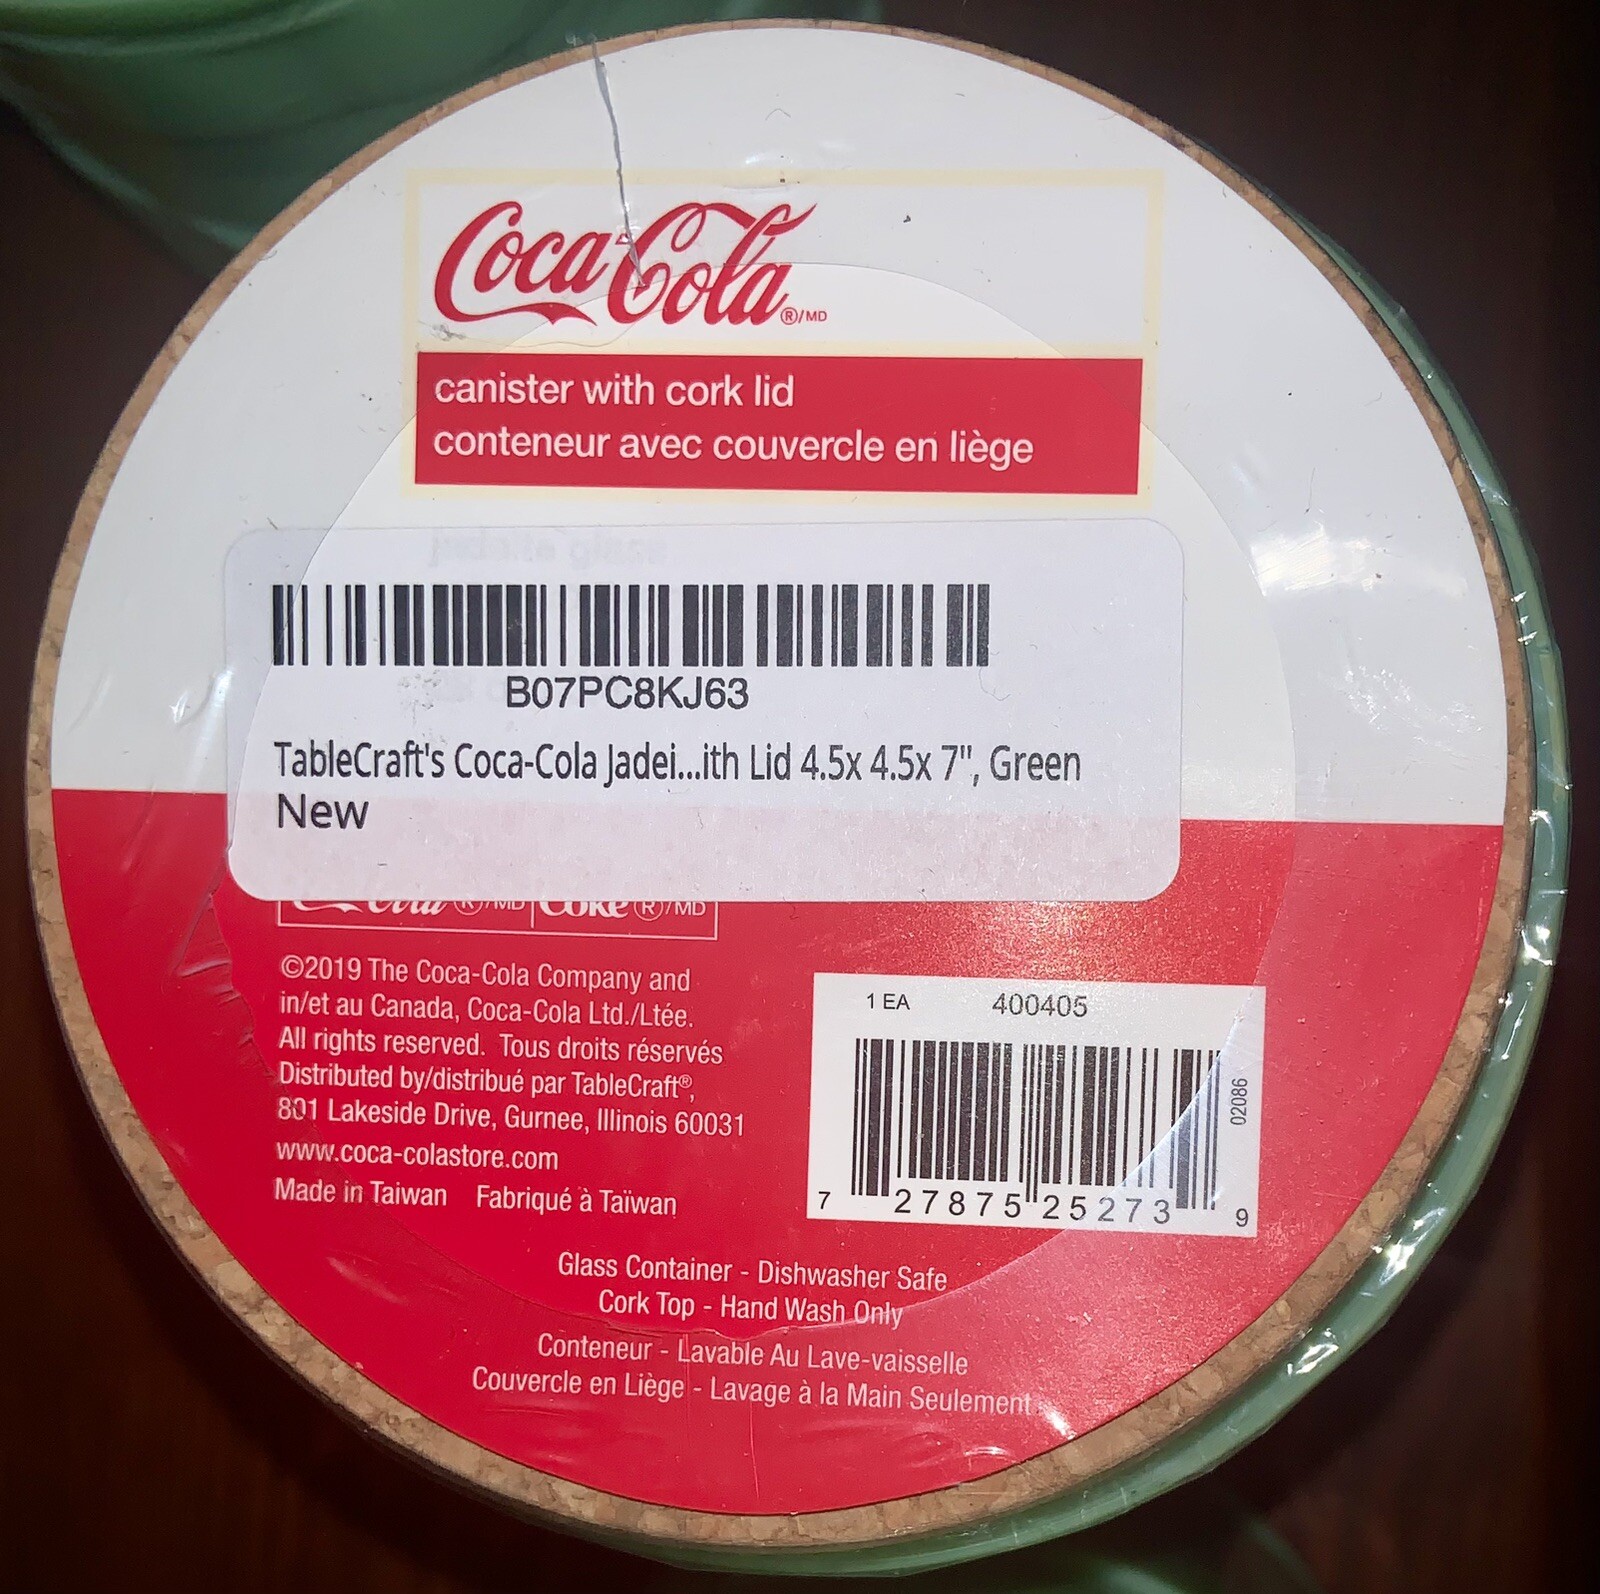 Coca-Cola ®/MD
canister with cork lid
conteneur avec couvercle en liège
B07PC8KJ63
TableCraft's Coca-Cola Jadei...ith Lid 4.5x 4.5x 7", Green
New
Cola ®/MD Coke ®/MD
©2019 The Coca-Cola Company and
in/et au Canada, Coca-Cola Ltd./Ltée.
All rights reserved. Tous droits réservés
Distributed by/distribué par TableCraft®,
801 Lakeside Drive, Gurnee, Illinois 60031
www.coca-colastore.com
Made in Taiwan Fabriqué à Taïwan
1 EA 400405
02086
7 27875 25273 9
Glass Container - Dishwasher Safe
Cork Top - Hand Wash Only
Conteneur - Lavable Au Lave-vaisselle
Couvercle en Liège - Lavage à la Main Seulement